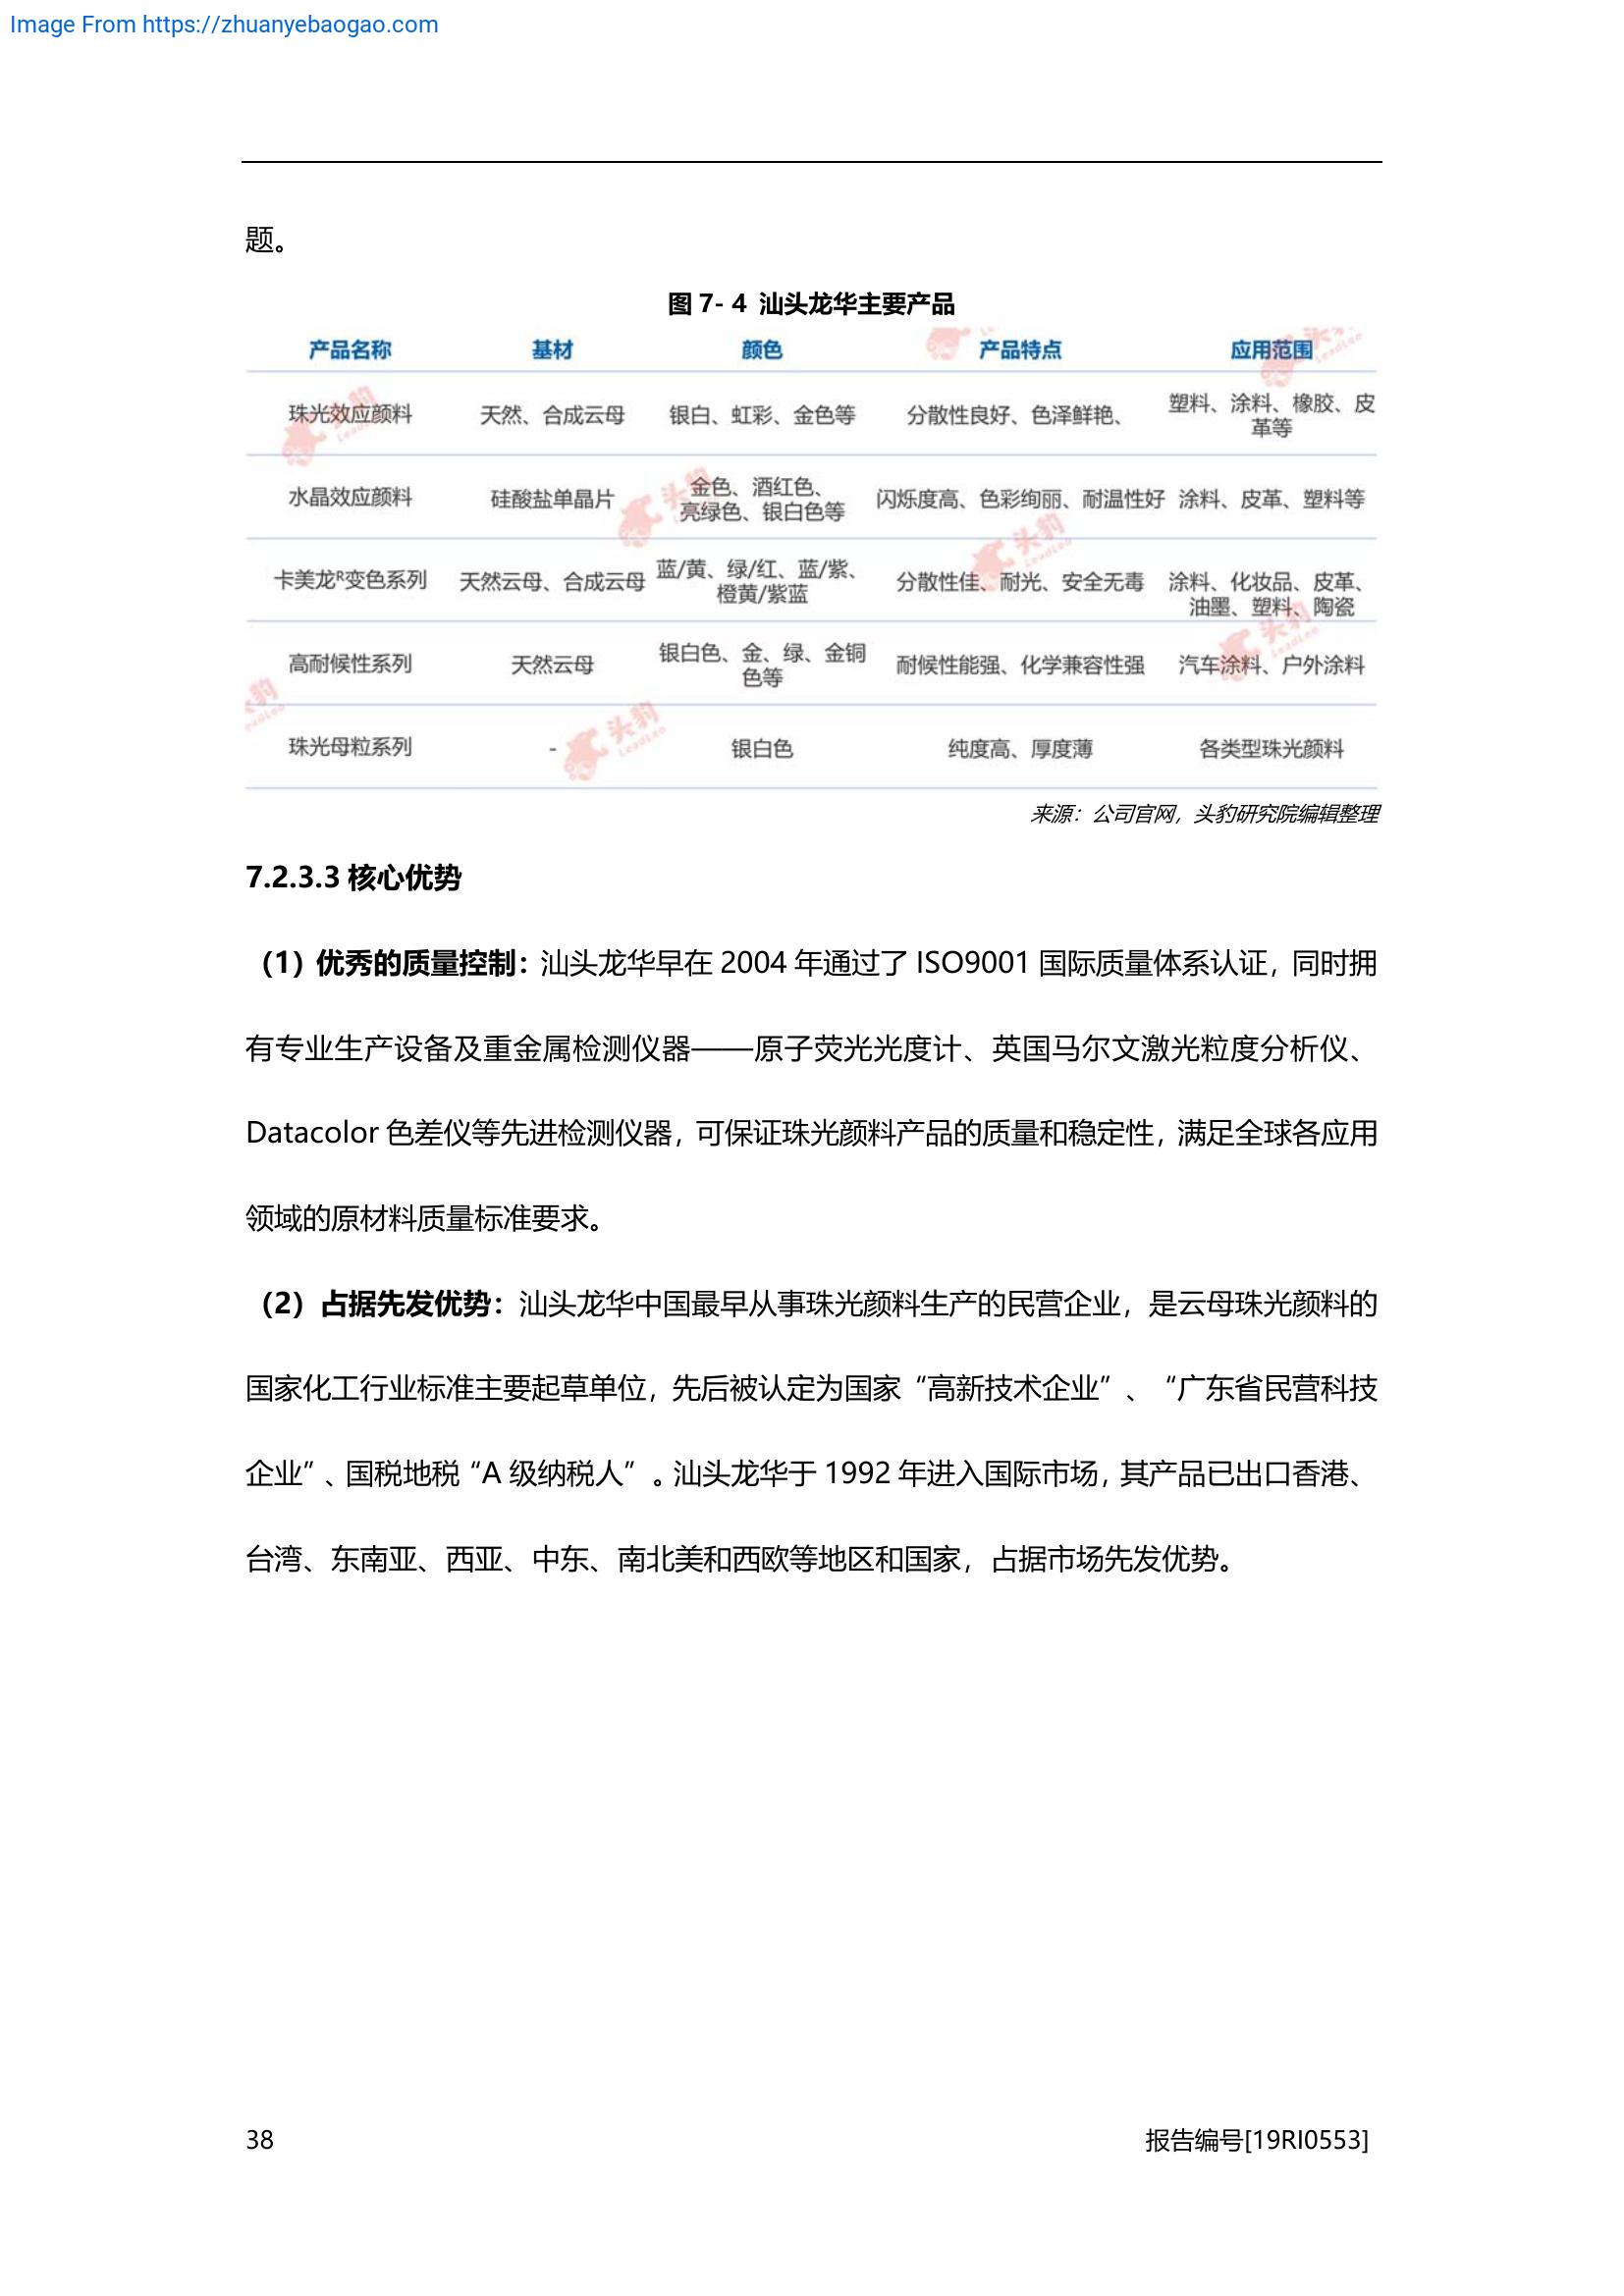 Image From https://zhuanyebaogao.com
题。
图 7- 4 汕头龙华主要产品
产品名称 基材 颜色 产品特点 应用范围
珠光效应颜料 天然、合成云母 银白、虹彩、金色等 分散性良好、色泽鲜艳、 塑料、涂料、橡胶、皮
革等
水晶效应颜料 硅酸盐单晶片 金色、酒红色、
亮绿色、银白色等 闪烁度高、色彩绚丽、耐温性好 涂料、皮革、塑料等
卡美龙ᴿ变色系列 天然云母、合成云母 蓝/黄、绿/红、蓝/紫、
橙黄/紫蓝 分散性佳、耐光、安全无毒 涂料、化妆品、皮革、
油墨、塑料、陶瓷
高耐候性系列 天然云母 银白色、金、绿、金铜
色等 耐候性能强、化学兼容性强 汽车涂料、户外涂料
珠光母粒系列 - 银白色 纯度高、厚度薄 各类型珠光颜料
头豹
LeadLeo
来源：公司官网，头豹研究院编辑整理
7.2.3.3 核心优势
（1）优秀的质量控制：汕头龙华早在 2004 年通过了 ISO9001 国际质量体系认证，同时拥
有专业生产设备及重金属检测仪器——原子荧光光度计、英国马尔文激光粒度分析仪、
Datacolor 色差仪等先进检测仪器，可保证珠光颜料产品的质量和稳定性，满足全球各应用
领域的原材料质量标准要求。
（2）占据先发优势：汕头龙华中国最早从事珠光颜料生产的民营企业，是云母珠光颜料的
国家化工行业标准主要起草单位，先后被认定为国家“高新技术企业”、“广东省民营科技
企业”、国税地税“A 级纳税人”。汕头龙华于 1992 年进入国际市场，其产品已出口香港、
台湾、东南亚、西亚、中东、南北美和西欧等地区和国家，占据市场先发优势。
38 报告编号[19RI0553]